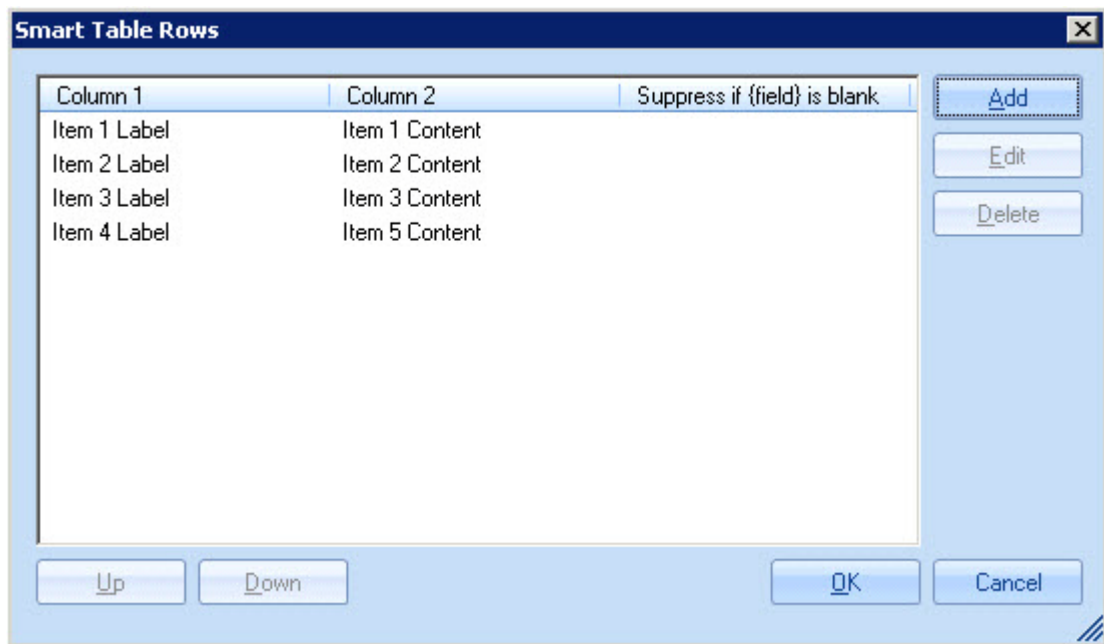 Smart Table Rows
Column 1 Column 2 Suppress if {field} is blank
Item 1 Label Item 1 Content
Item 2 Label Item 2 Content
Item 3 Label Item 3 Content
Item 4 Label Item 5 Content
Add
Edit
Delete
Up Down OK Cancel